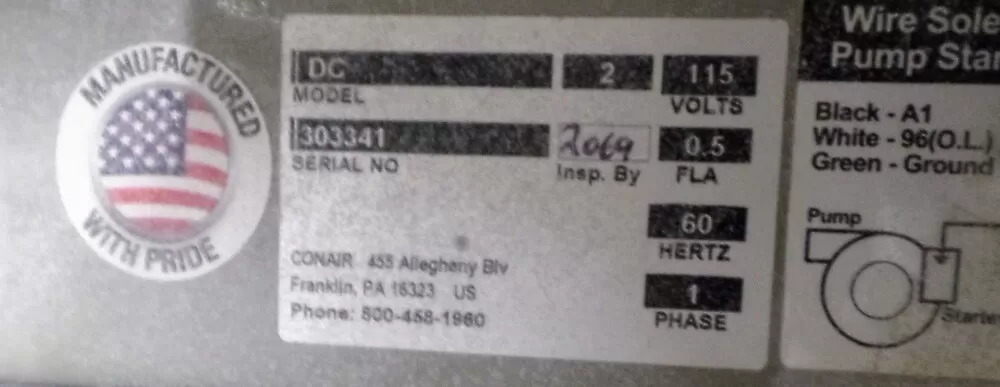 MANUFACTURED
WITH PRIDE
DC 2 115
MODEL VOLTS
303341 2069 0.5
SERIAL NO Insp. By FLA
60
HERTZ
1
PHASE
CONAIR 455 Allegheny Blv
Franklin, PA 16323 US
Phone: 800-458-1960
Wire Sole
Pump Star
Black - A1
White - 96(O.L.)
Green - Ground
Pump
Starte